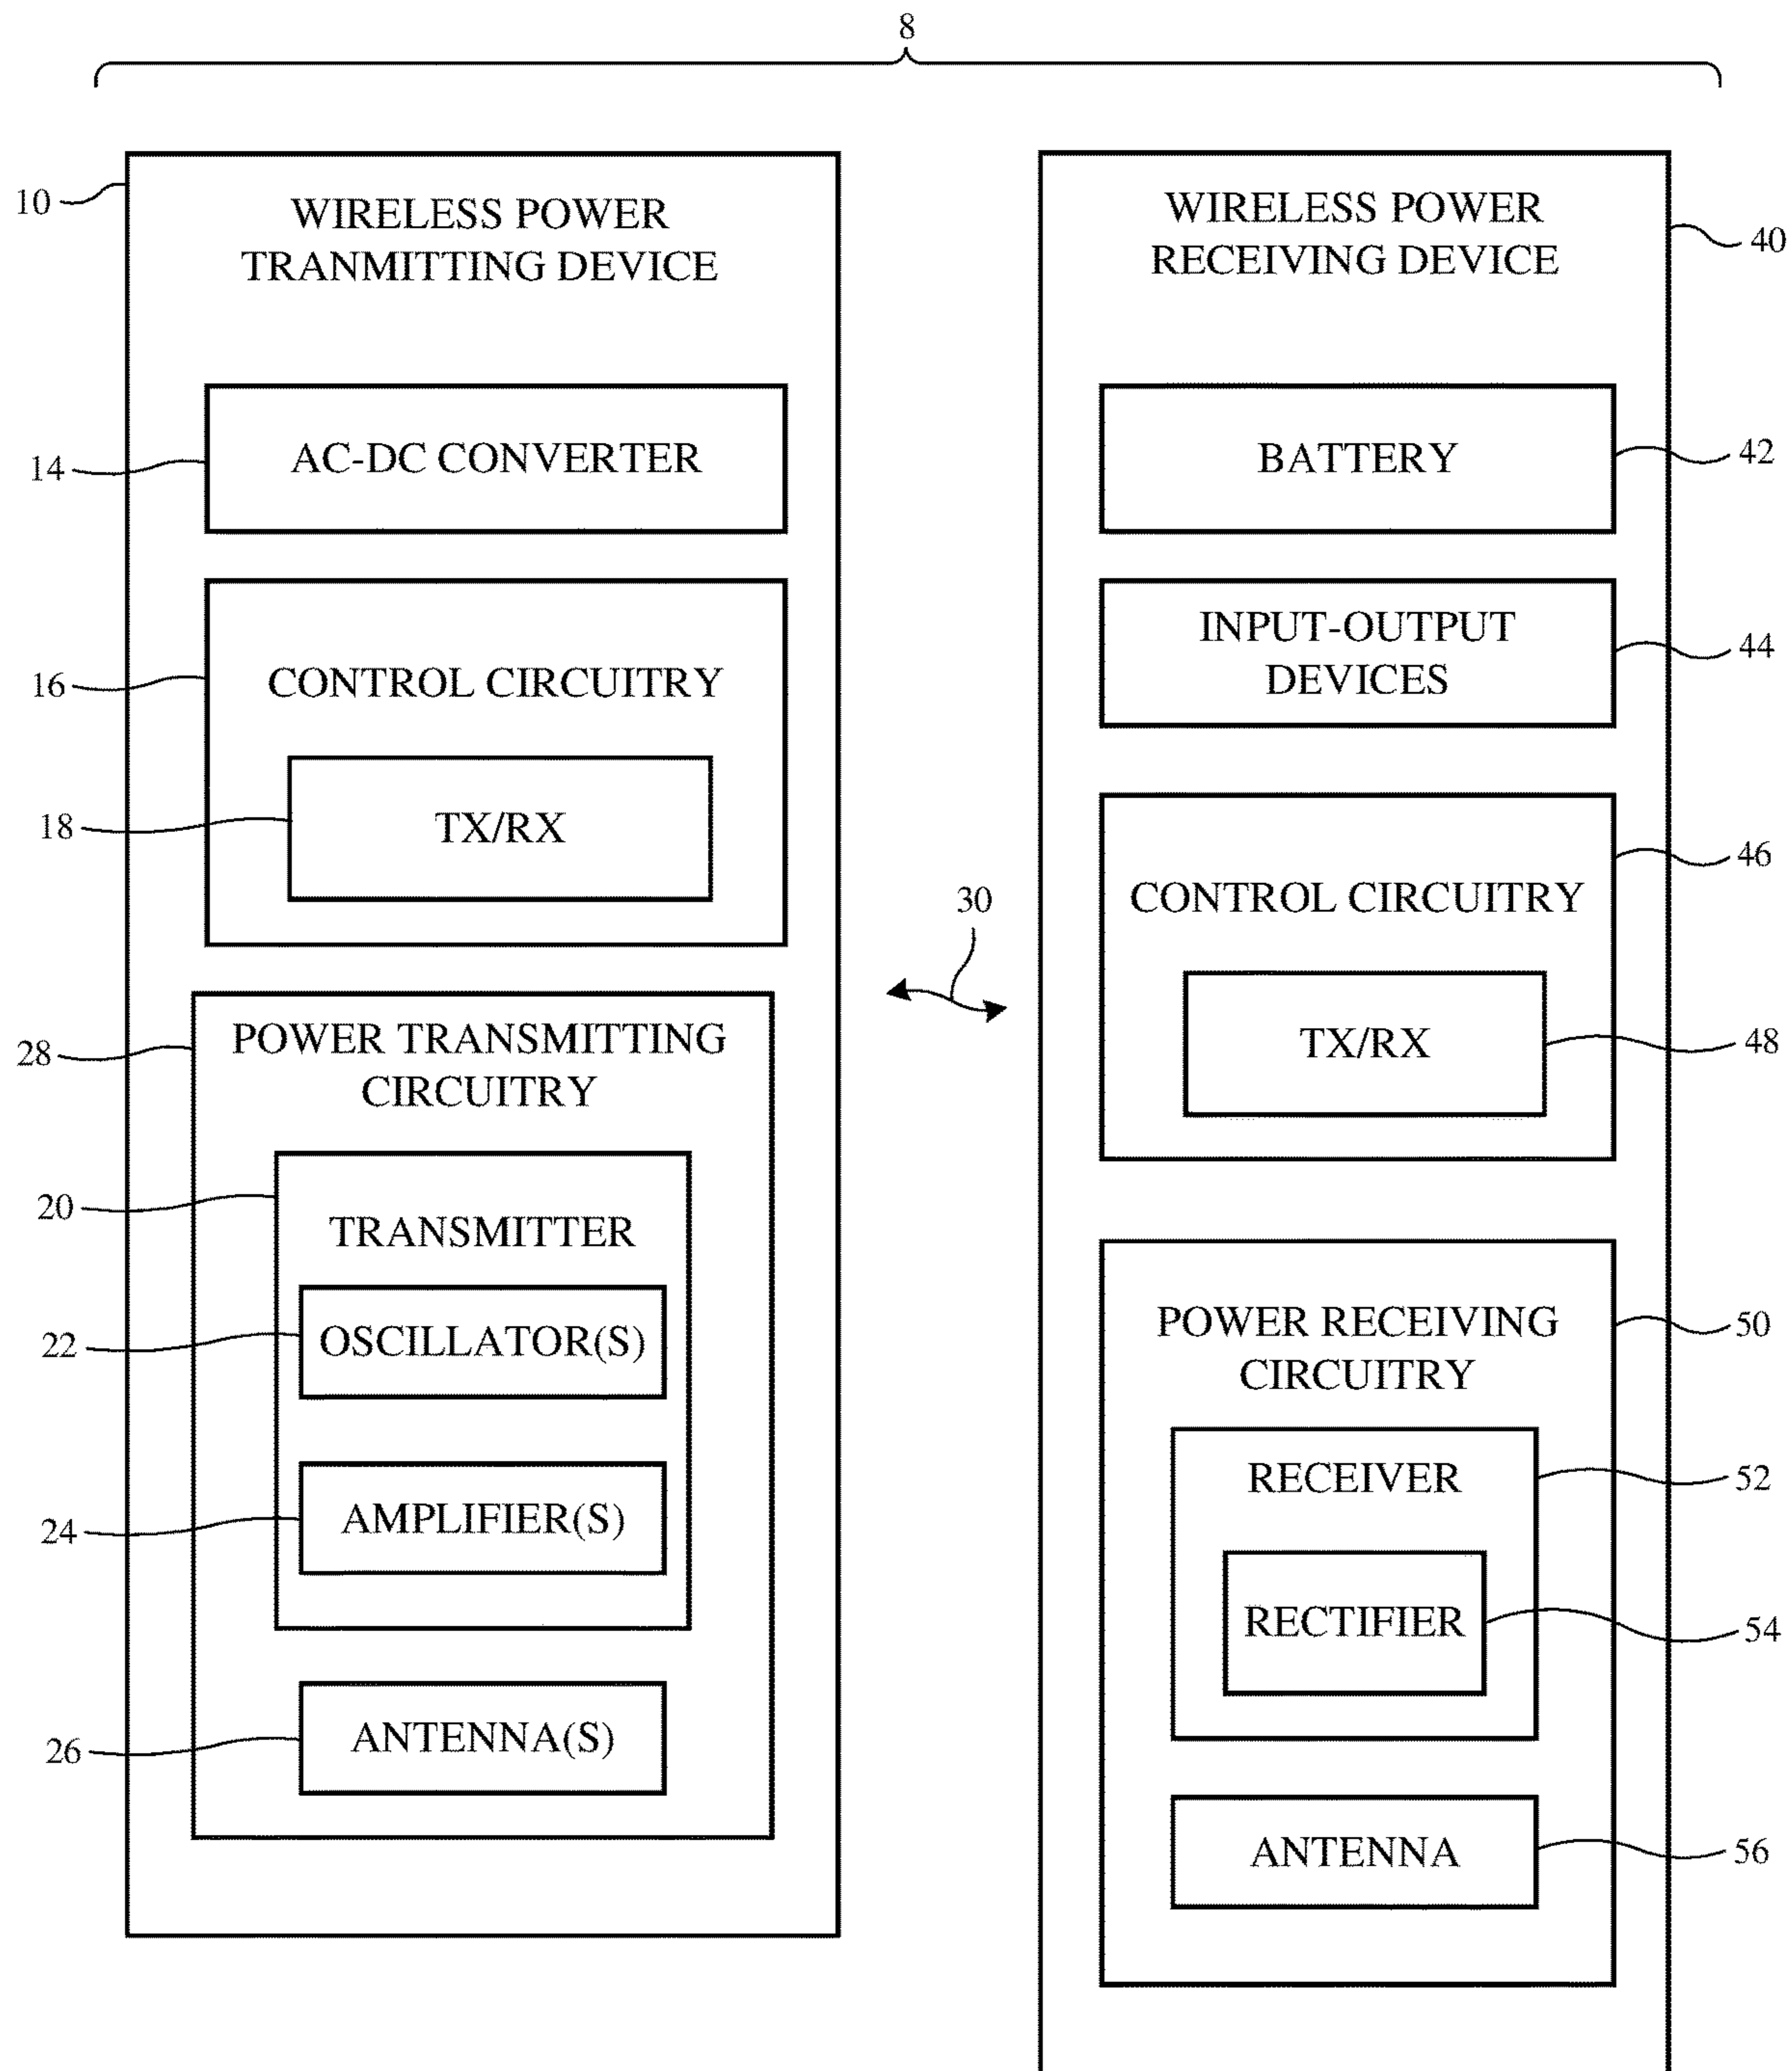 8
10
WIRELESS POWER
TRANMITTING DEVICE
14
AC-DC CONVERTER
16
CONTROL CIRCUITRY
18
TX/RX
28
POWER TRANSMITTING
CIRCUITRY
20
TRANSMITTER
22
OSCILLATOR(S)
24
AMPLIFIER(S)
26
ANTENNA(S)
30
WIRELESS POWER
RECEIVING DEVICE
40
BATTERY
42
INPUT-OUTPUT
DEVICES
44
46
CONTROL CIRCUITRY
TX/RX
48
POWER RECEIVING
CIRCUITRY
50
RECEIVER
52
RECTIFIER
54
ANTENNA
56